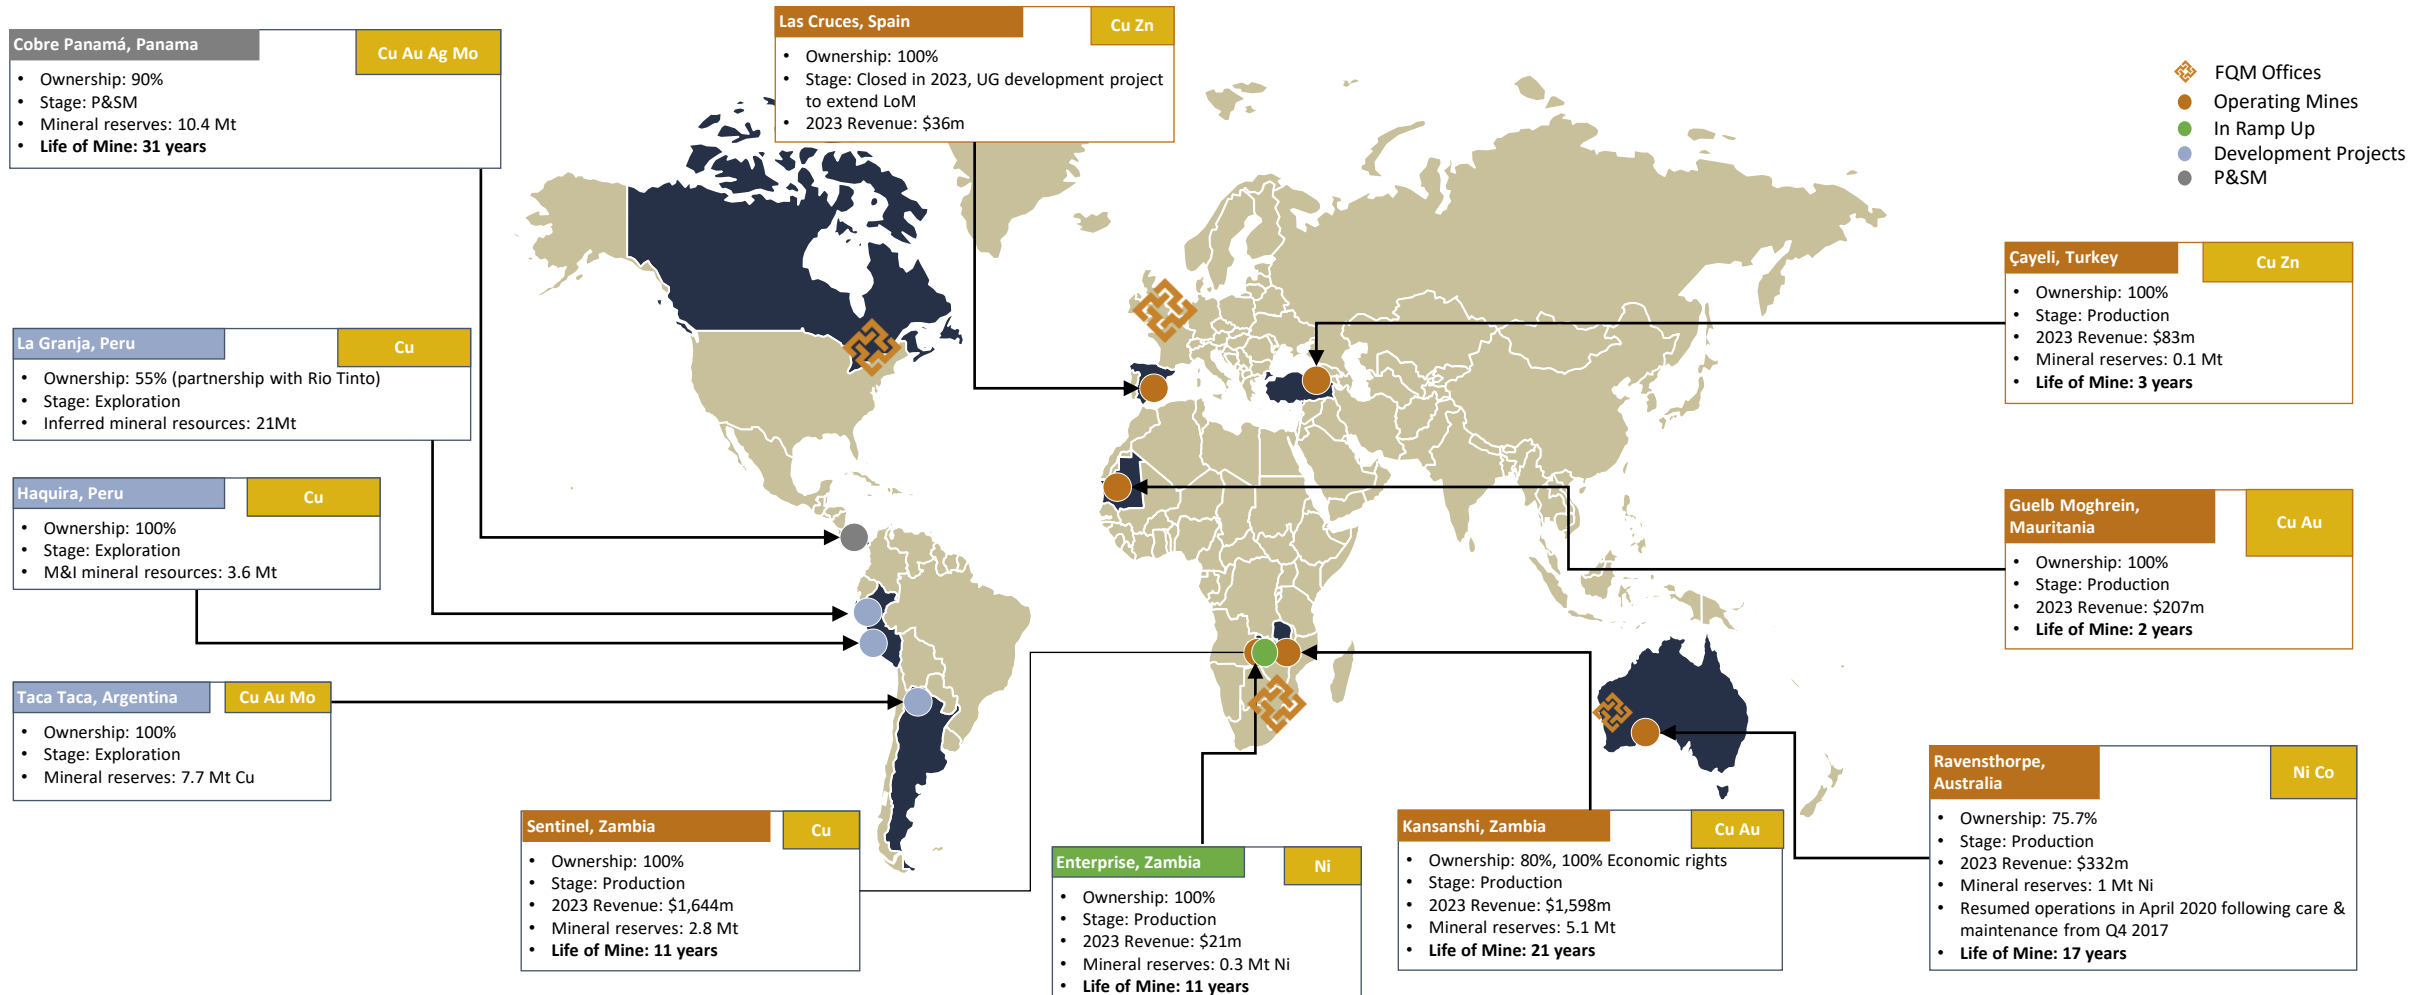 Cobre Panamá, Panama
Cu Au Ag Mo
• Ownership: 90%
• Stage: P&SM
• Mineral reserves: 10.4 Mt
• Life of Mine: 31 years
Las Cruces, Spain
Cu Zn
• Ownership: 100%
• Stage: Closed in 2023, UG development project
to extend LoM
• 2023 Revenue: $36m
FQM Offices
Operating Mines
In Ramp Up
Development Projects
P&SM
Çayeli, Turkey
Cu Zn
• Ownership: 100%
• Stage: Production
• 2023 Revenue: $83m
• Mineral reserves: 0.1 Mt
• Life of Mine: 3 years
La Granja, Peru
Cu
• Ownership: 55% (partnership with Rio Tinto)
• Stage: Exploration
• Inferred mineral resources: 21Mt
Haquira, Peru
Cu
• Ownership: 100%
• Stage: Exploration
• M&I mineral resources: 3.6 Mt
Guelb Moghrein,
Mauritania
Cu Au
• Ownership: 100%
• Stage: Production
• 2023 Revenue: $207m
• Life of Mine: 2 years
Taca Taca, Argentina
Cu Au Mo
• Ownership: 100%
• Stage: Exploration
• Mineral reserves: 7.7 Mt Cu
Sentinel, Zambia
Cu
• Ownership: 100%
• Stage: Production
• 2023 Revenue: $1,644m
• Mineral reserves: 2.8 Mt
• Life of Mine: 11 years
Enterprise, Zambia
Ni
• Ownership: 100%
• Stage: Production
• 2023 Revenue: $21m
• Mineral reserves: 0.3 Mt Ni
• Life of Mine: 11 years
Kansanshi, Zambia
Cu Au
• Ownership: 80%, 100% Economic rights
• Stage: Production
• 2023 Revenue: $1,598m
• Mineral reserves: 5.1 Mt
• Life of Mine: 21 years
Ravensthorpe,
Australia
Ni Co
• Ownership: 75.7%
• Stage: Production
• 2023 Revenue: $332m
• Mineral reserves: 1 Mt Ni
• Resumed operations in April 2020 following care &
maintenance from Q4 2017
• Life of Mine: 17 years